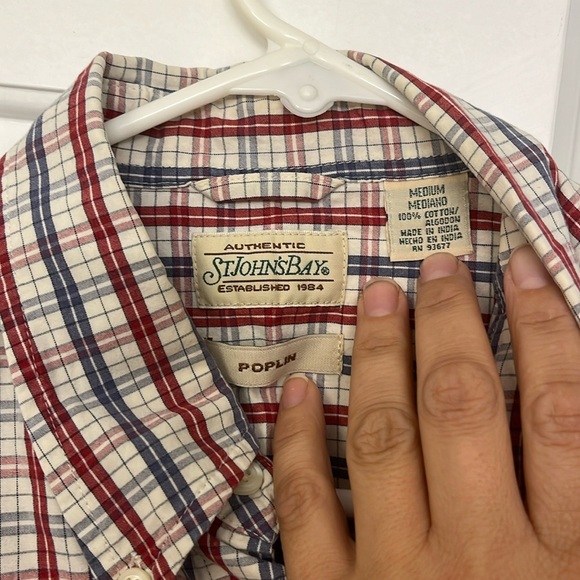 AUTHENTIC
ST.JOHN'S BAY®
ESTABLISHED 1984
POPLIN
MEDIUM
MEDIANO
100% COTTON/
ALGODON
MADE IN INDIA
HECHO EN INDIA
RN 93677